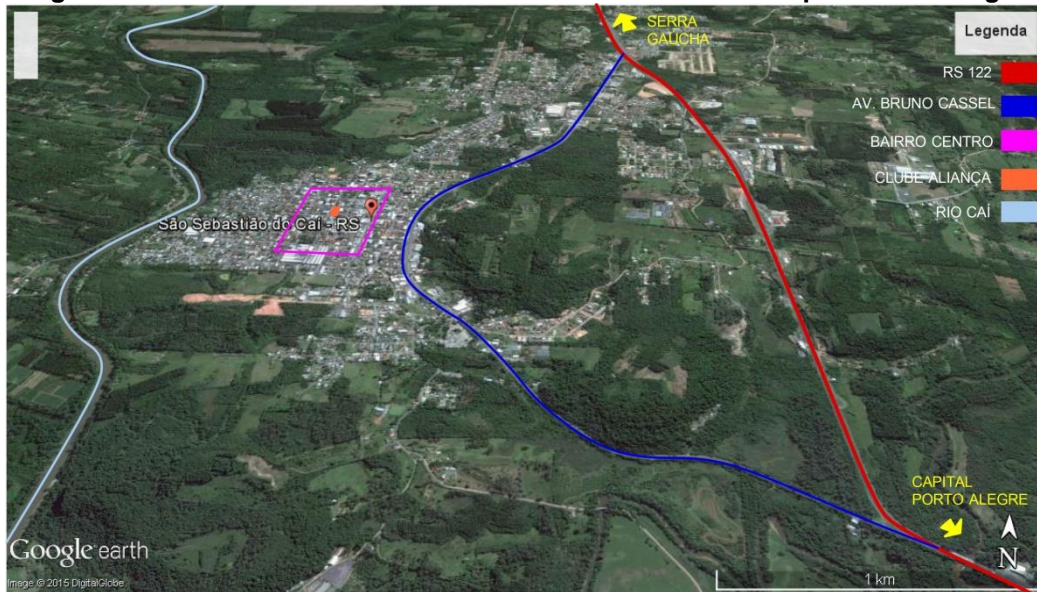 SERRA
GAUCHA
Legenda
RS 122
AV. BRUNO CASSEL
BAIRRO CENTRO
CLUBE ALIANÇA
RIO CAÍ
São Sebastião do Caí - RS
CAPITAL
PORTO ALEGRE
N
Google earth
1 km
Image © 2015 DigitalGlobe